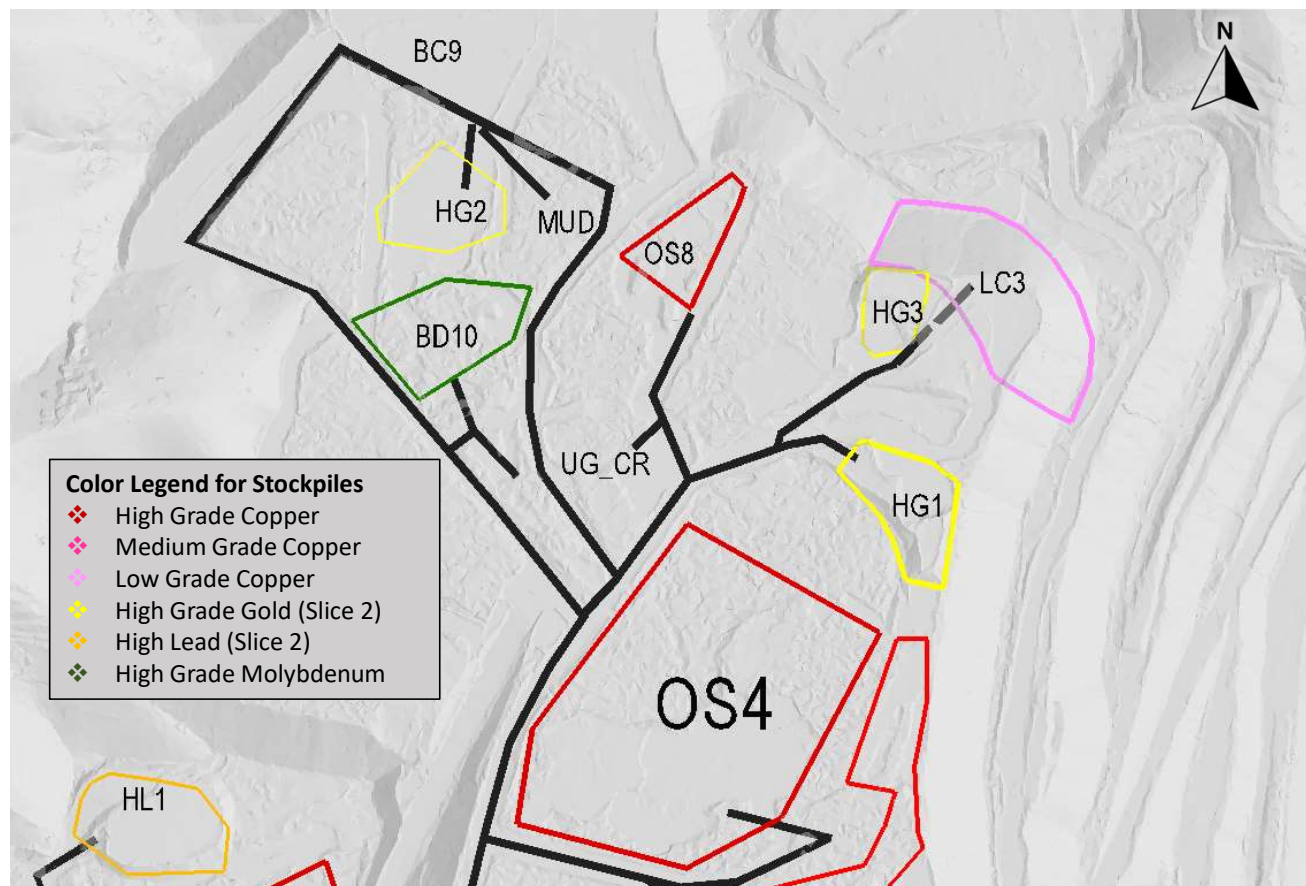 BC9
N
HG2
MUD
OS8
LC3
HG3
BD10
UG_CR
HG1
Color Legend for Stockpiles
High Grade Copper
Medium Grade Copper
Low Grade Copper
High Grade Gold (Slice 2)
High Lead (Slice 2)
High Grade Molybdenum
OS4
HL1